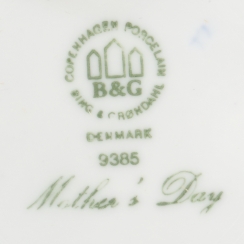 COPENHAGEN PORCELAIN
B&G
BING & GRØNDAHL
DENMARK
9385
Mother's Day